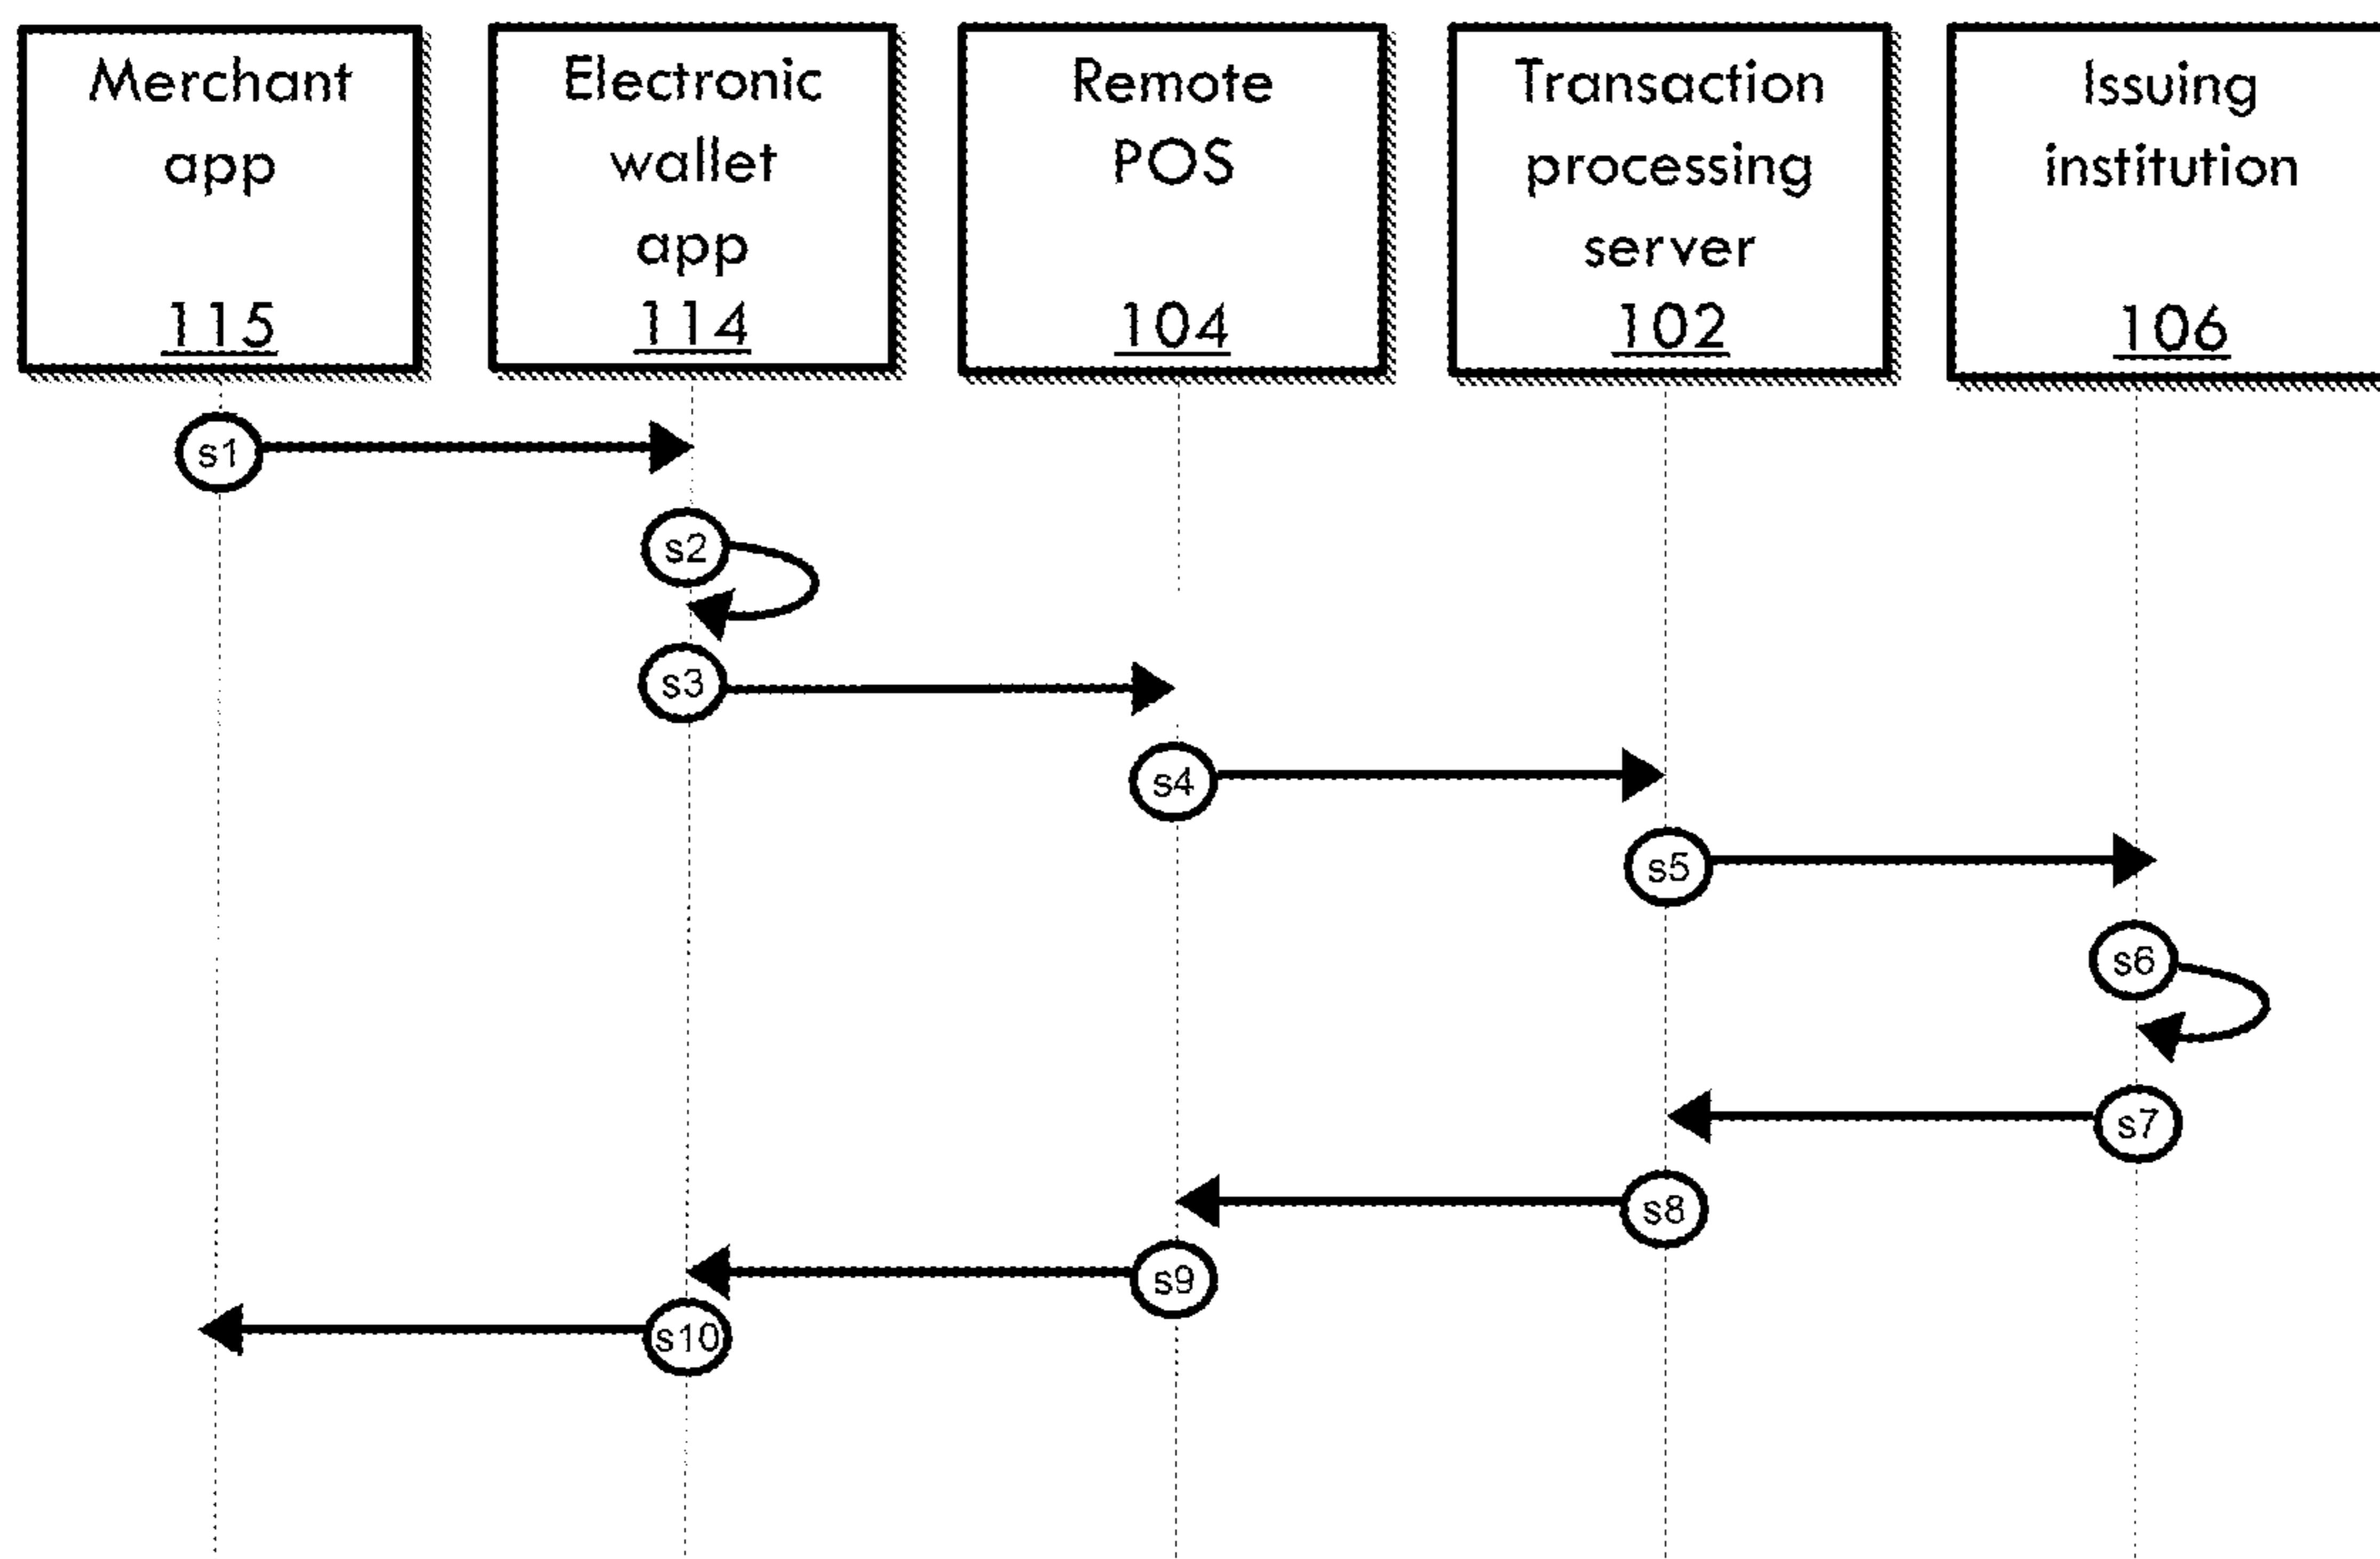 Merchant
app
115
Electronic
wallet
app
114
Remote
POS
104
Transaction
processing
server
102
Issuing
institution
106
s1
s2
s3
s4
s5
s6
s7
s8
s9
s10